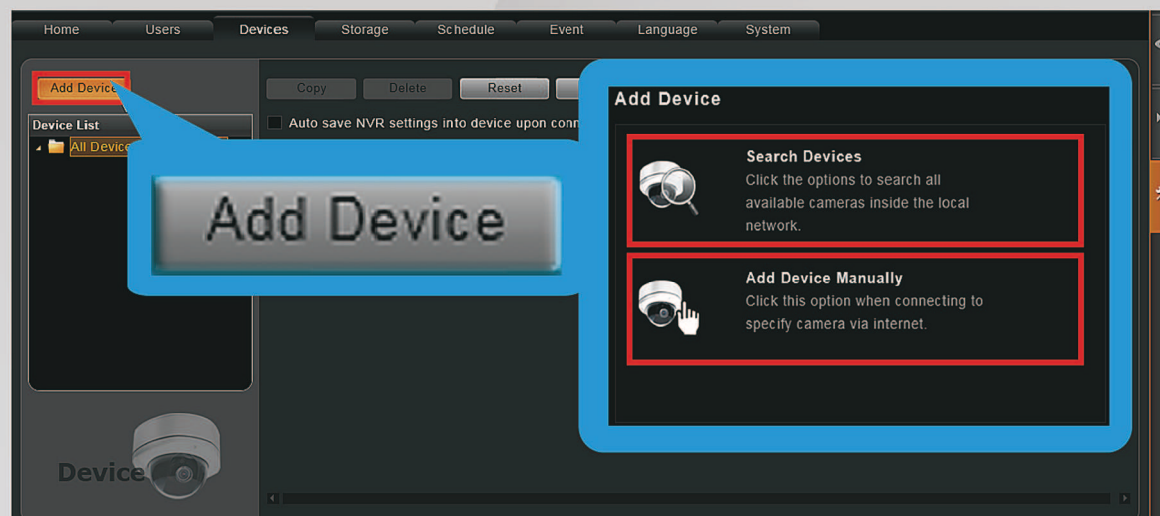 Home Users Devices Storage Schedule Event Language System
Add Device
Copy Delete Reset
Device List
Auto save NVR settings into device upon conn
All Device
Add Device
Add Device
Search Devices
Click the options to search all
available cameras inside the local
network.
Add Device Manually
Click this option when connecting to
specify camera via internet.
Device